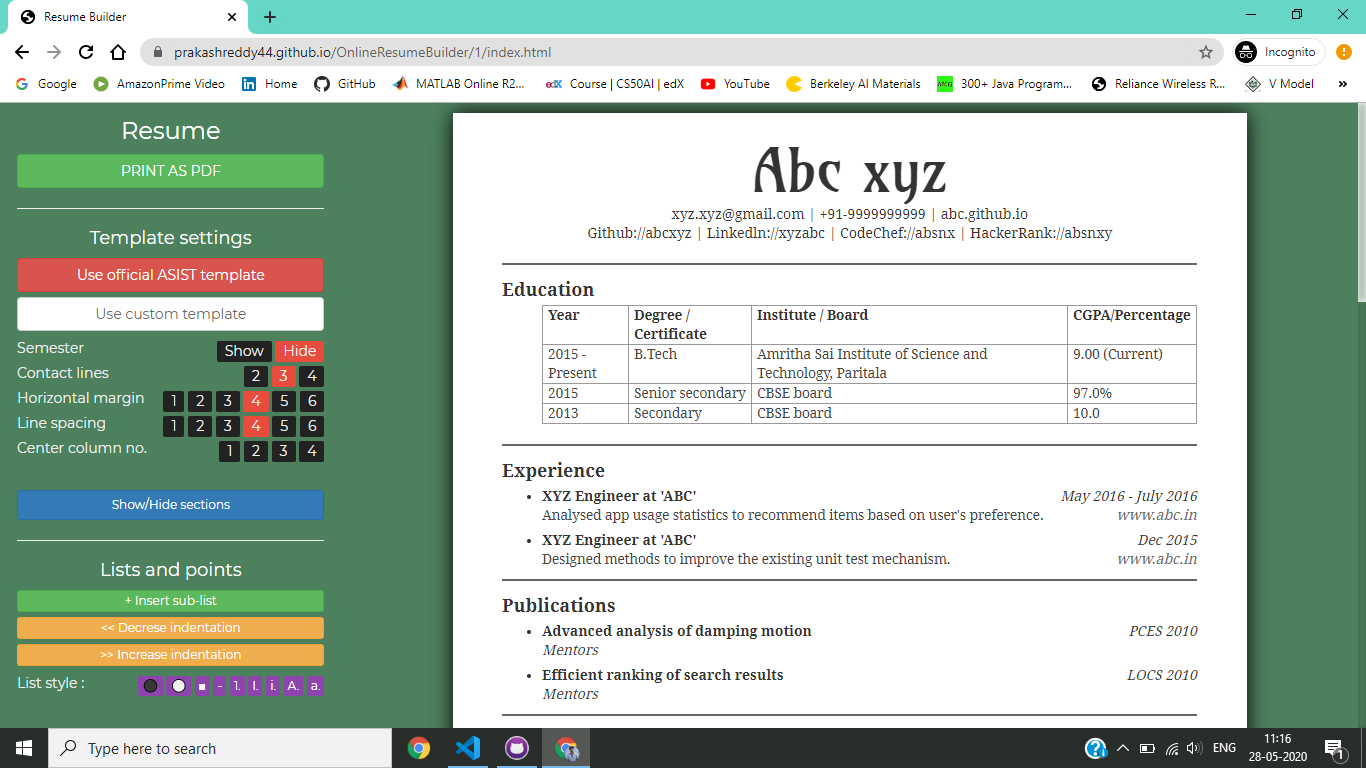 Resume Builder
prakashreddy44.github.io/OnlineResumeBuilder/1/index.html
Incognito
Google AmazonPrime Video Home GitHub MATLAB Online R2... edX Course | CS50AI | edX YouTube Berkeley AI Materials MCQ 300+ Java Program... Reliance Wireless R... V Model »
Resume
PRINT AS PDF
Template settings
Use official ASIST template
Use custom template
Semester Show Hide
Contact lines 2 3 4
Horizontal margin 1 2 3 4 5 6
Line spacing 1 2 3 4 5 6
Center column no. 1 2 3 4
Show/Hide sections
Lists and points
+ Insert sub-list
<< Decrese indentation
>> Increase indentation
List style : - 1. I. i. A. a.
Abc xyz
xyz.xyz@gmail.com | +91-9999999999 | abc.github.io
Github://abcxyz | Linkedln://xyzabc | CodeChef://absnx | HackerRank://absnxy
Education
Year Degree / Institute / Board CGPA/Percentage
Certificate
2015 - B.Tech Amritha Sai Institute of Science and 9.00 (Current)
Present Technology, Paritala
2015 Senior secondary CBSE board 97.0%
2013 Secondary CBSE board 10.0
Experience
• XYZ Engineer at 'ABC' May 2016 - July 2016
Analysed app usage statistics to recommend items based on user's preference. www.abc.in
• XYZ Engineer at 'ABC' Dec 2015
Designed methods to improve the existing unit test mechanism. www.abc.in
Publications
• Advanced analysis of damping motion PCES 2010
Mentors
• Efficient ranking of search results LOCS 2010
Mentors
Type here to search
ENG
11:16
28-05-2020
1